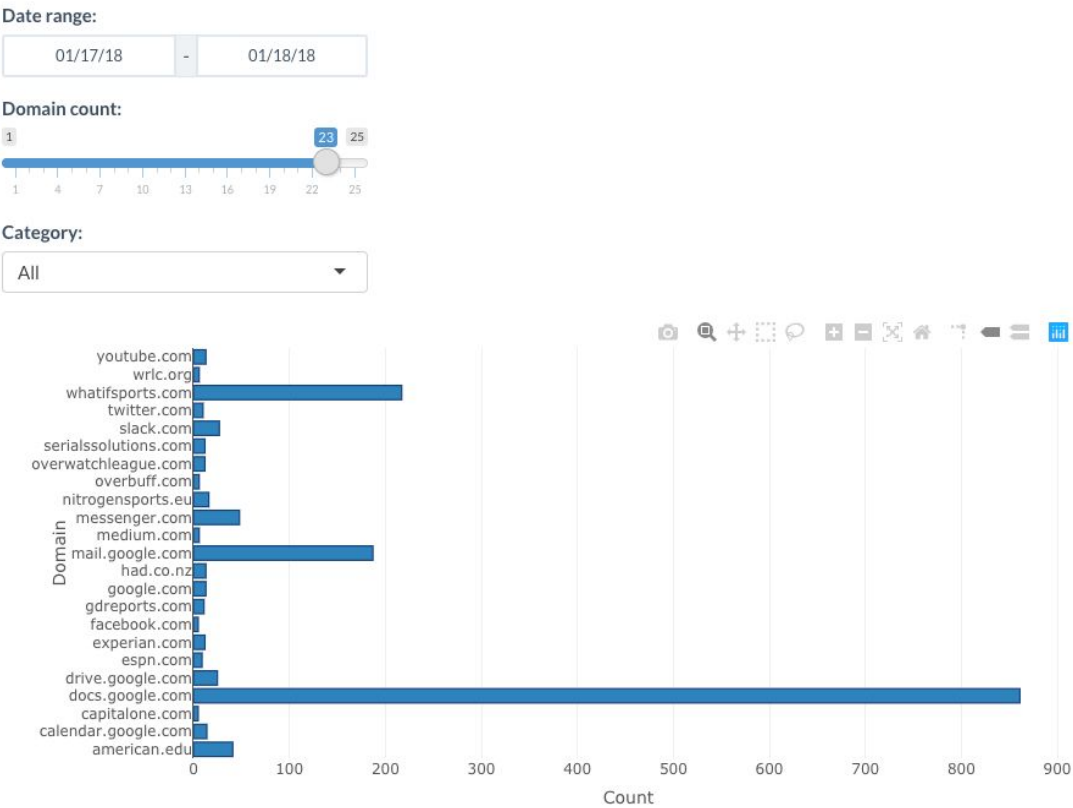 Date range:
01/17/18 - 01/18/18
Domain count:
1 23 25
1 4 7 10 13 16 19 22 25
Category:
All
youtube.com
wrlc.org
whatifsports.com
twitter.com
slack.com
serialssolutions.com
overwatchleague.com
overbuff.com
nitrogensports.eu
messenger.com
medium.com
mail.google.com
had.co.nz
google.com
gdreports.com
facebook.com
experian.com
espn.com
drive.google.com
docs.google.com
capitalone.com
calendar.google.com
american.edu
Domain
0 100 200 300 400 500 600 700 800 900
Count